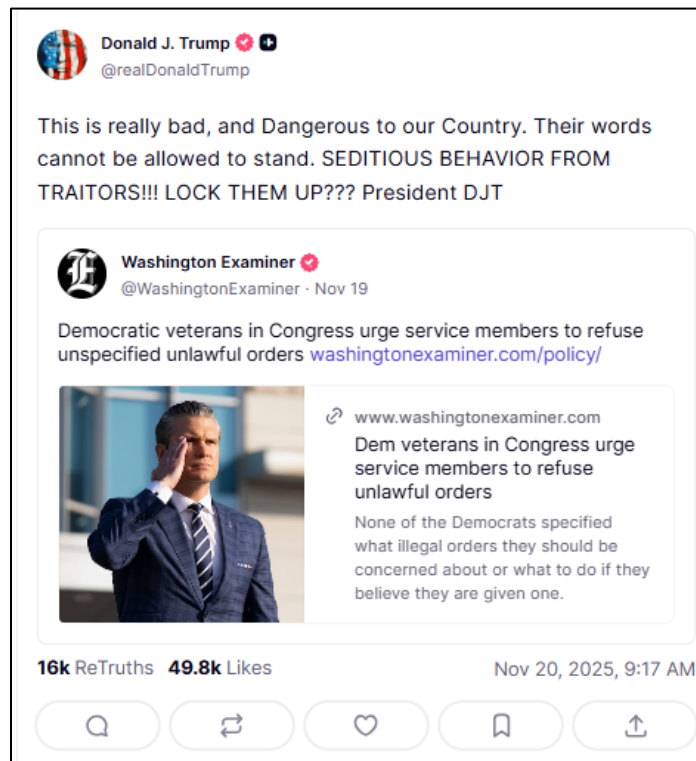 Donald J. Trump
@realDonaldTrump
This is really bad, and Dangerous to our Country. Their words
cannot be allowed to stand. SEDITIOUS BEHAVIOR FROM
TRAITORS!!! LOCK THEM UP??? President DJT
Washington Examiner
@WashingtonExaminer · Nov 19
Democratic veterans in Congress urge service members to refuse
unspecified unlawful orders washingtonexaminer.com/policy/
www.washingtonexaminer.com
Dem veterans in Congress urge
service members to refuse
unlawful orders
None of the Democrats specified
what illegal orders they should be
concerned about or what to do if they
believe they are given one.
16k ReTruths 49.8k Likes
Nov 20, 2025, 9:17 AM